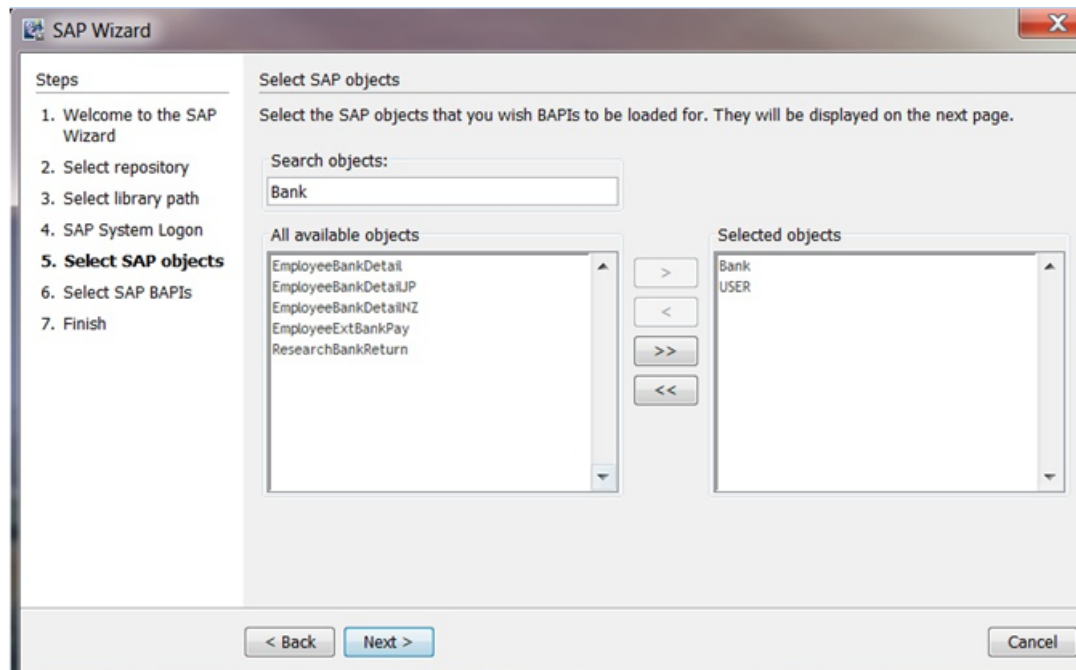 SAP Wizard
X
Steps
1. Welcome to the SAP
Wizard
2. Select repository
3. Select library path
4. SAP System Logon
5. Select SAP objects
6. Select SAP BAPIs
7. Finish
Select SAP objects
Select the SAP objects that you wish BAPIs to be loaded for. They will be displayed on the next page.
Search objects:
Bank
All available objects
EmployeeBankDetail
EmployeeBankDetailJP
EmployeeBankDetailNZ
EmployeeExtBankPay
ResearchBankReturn
>
<
>>
<<
Selected objects
Bank
USER
< Back
Next >
Cancel